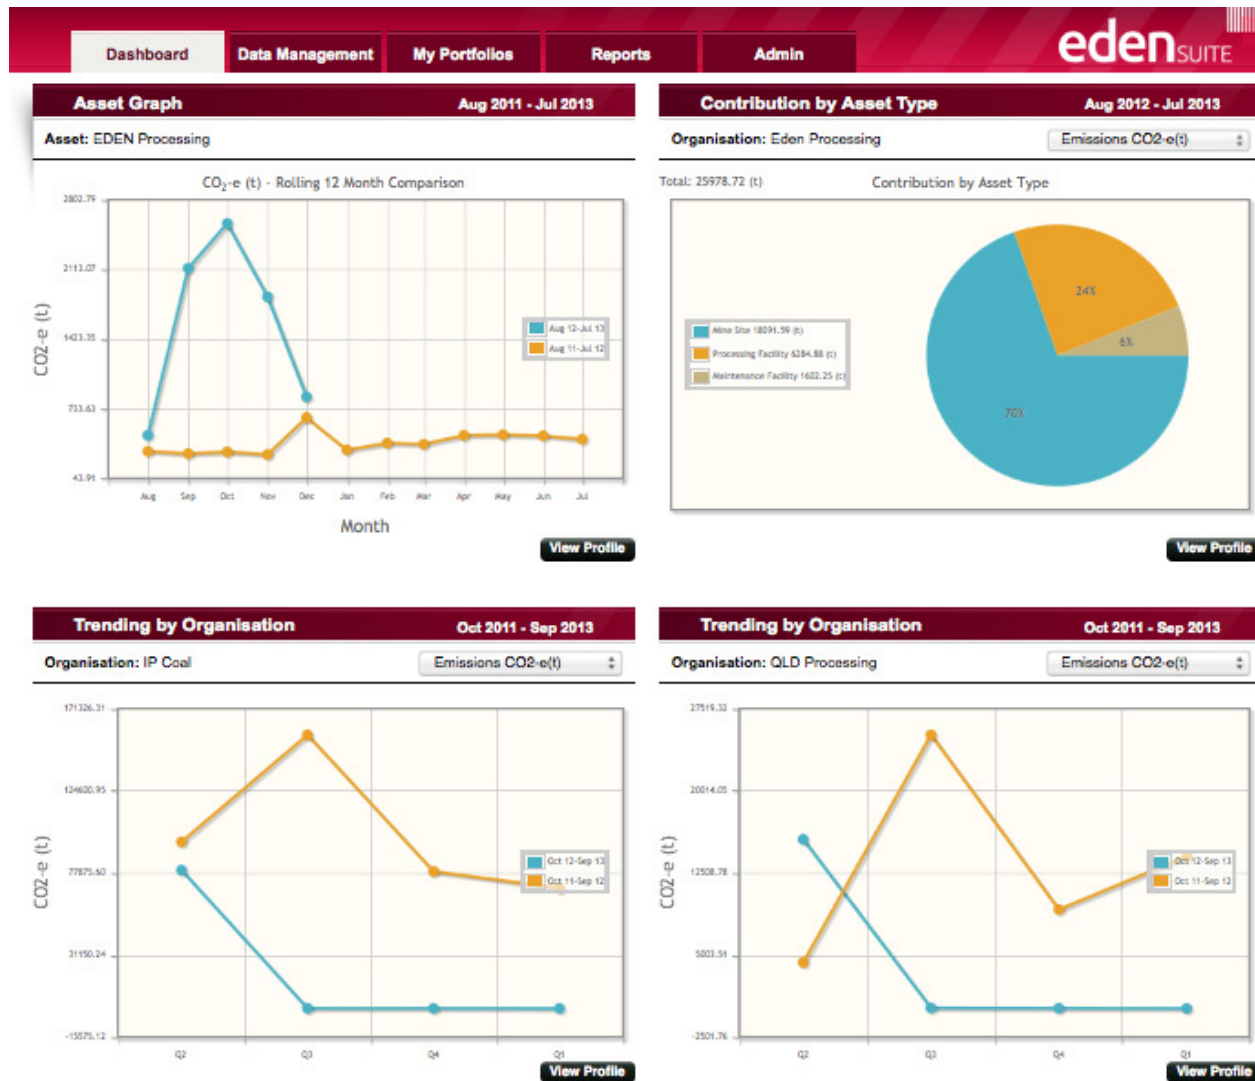 eden SUITE
Dashboard Data Management My Portfolios Reports Admin
Asset Graph Aug 2011 - Jul 2013
Asset: EDEN Processing
CO2-e (t) - Rolling 12 Month Comparison
2802.79
2113.07
1423.35
733.63
43.91
CO2-e (t)
Aug 12-Jul 13
Aug 11-Jul 12
Aug Sep Oct Nov Dec Jan Feb Mar Apr May Jun Jul
Month
View Profile
Contribution by Asset Type Aug 2012 - Jul 2013
Organisation: Eden Processing Emissions CO2-e(t)
Total: 25978.72 (t) Contribution by Asset Type
Mine Site 18091.59 (t)
Processing Facility 6284.88 (t)
Maintenance Facility 1602.25 (t)
24%
6%
70%
View Profile
Trending by Organisation Oct 2011 - Sep 2013
Organisation: IP Coal Emissions CO2-e(t)
171326.31
124600.95
77875.60
31150.24
-15575.12
CO2-e (t)
Oct 12-Sep 13
Oct 11-Sep 12
Q2 Q3 Q4 Q1
View Profile
Trending by Organisation Oct 2011 - Sep 2013
Organisation: QLD Processing Emissions CO2-e(t)
27519.32
20014.05
12508.78
5003.51
-2501.76
CO2-e (t)
Oct 12-Sep 13
Oct 11-Sep 12
Q2 Q3 Q4 Q1
View Profile